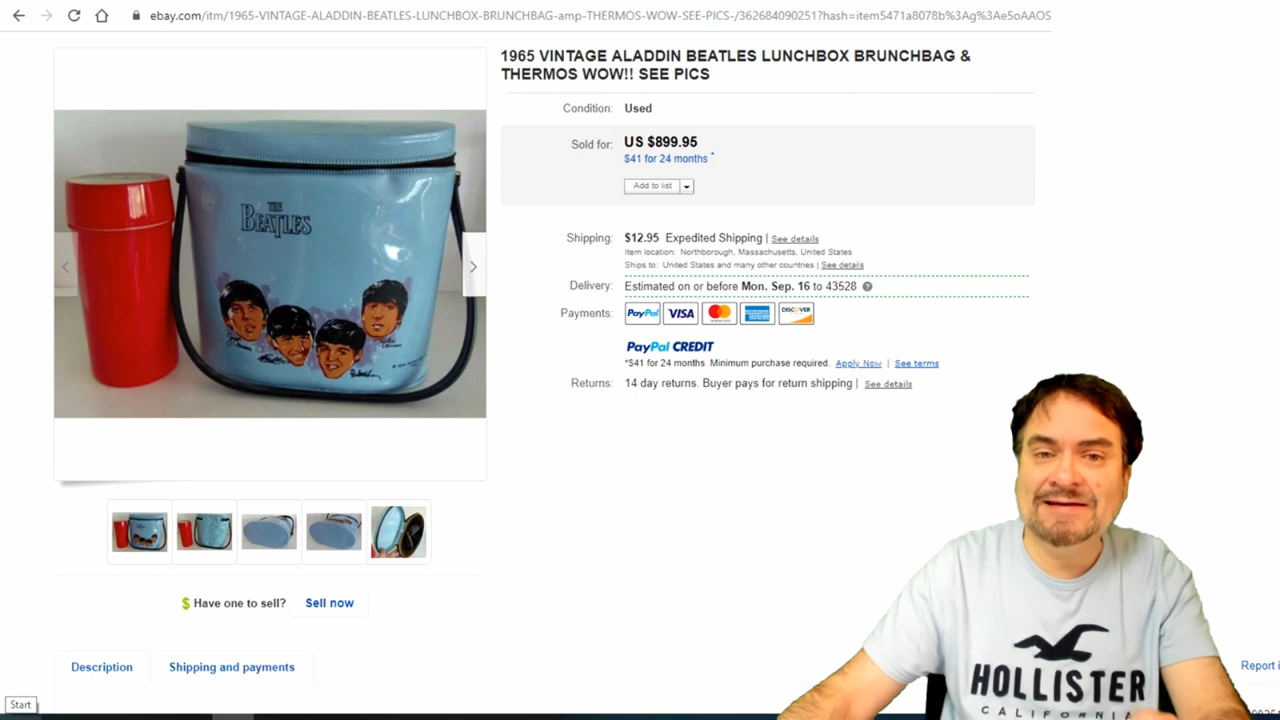 ebay.com/itm/1965-VINTAGE-ALADDIN-BEATLES-LUNCHBOX-BRUNCHBAG-amp-THERMOS-WOW-SEE-PICS-/362684090251?hash=item5471a8078b%3Ag%3Ae5oAAOS
1965 VINTAGE ALADDIN BEATLES LUNCHBOX BRUNCHBAG &
THERMOS WOW!! SEE PICS
Condition: Used
Sold for: US $899.95
$41 for 24 months *
Add to list
Shipping: $12.95 Expedited Shipping | See details
Item location: Northborough, Massachusetts, United States
Ships to: United States and many other countries | See details
Delivery: Estimated on or before Mon. Sep. 16 to 43528 ?
Payments: PayPal VISA MasterCard AMERICAN EXPRESS DISCOVER
PayPal CREDIT
*$41 for 24 months. Minimum purchase required. Apply Now | See terms
Returns: 14 day returns. Buyer pays for return shipping | See details
THE
BEATLES
$ Have one to sell? Sell now
Description
Shipping and payments
Report i
Start
HOLLISTER
CALIFORNIA